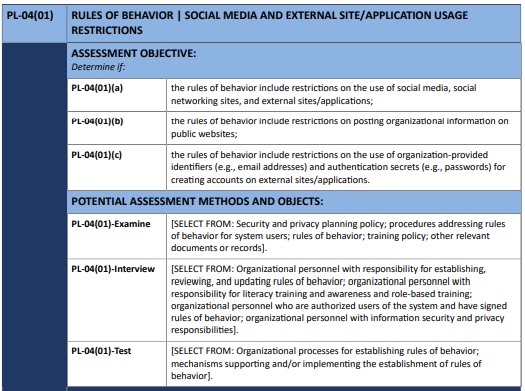 PL-04(01) RULES OF BEHAVIOR | SOCIAL MEDIA AND EXTERNAL SITE/APPLICATION USAGE
RESTRICTIONS
ASSESSMENT OBJECTIVE:
Determine if:
PL-04(01)(a) the rules of behavior include restrictions on the use of social media, social
networking sites, and external sites/applications;
PL-04(01)(b) the rules of behavior include restrictions on posting organizational information on
public websites;
PL-04(01)(c) the rules of behavior include restrictions on the use of organization-provided
identifiers (e.g., email addresses) and authentication secrets (e.g., passwords) for
creating accounts on external sites/applications.
POTENTIAL ASSESSMENT METHODS AND OBJECTS:
PL-04(01)-Examine [SELECT FROM: Security and privacy planning policy; procedures addressing rules
of behavior for system users; rules of behavior; training policy; other relevant
documents or records].
PL-04(01)-Interview [SELECT FROM: Organizational personnel with responsibility for establishing,
reviewing, and updating rules of behavior; organizational personnel with
responsibility for literacy training and awareness and role-based training;
organizational personnel who are authorized users of the system and have signed
rules of behavior; organizational personnel with information security and privacy
responsibilities].
PL-04(01)-Test [SELECT FROM: Organizational processes for establishing rules of behavior;
mechanisms supporting and/or implementing the establishment of rules of
behavior].